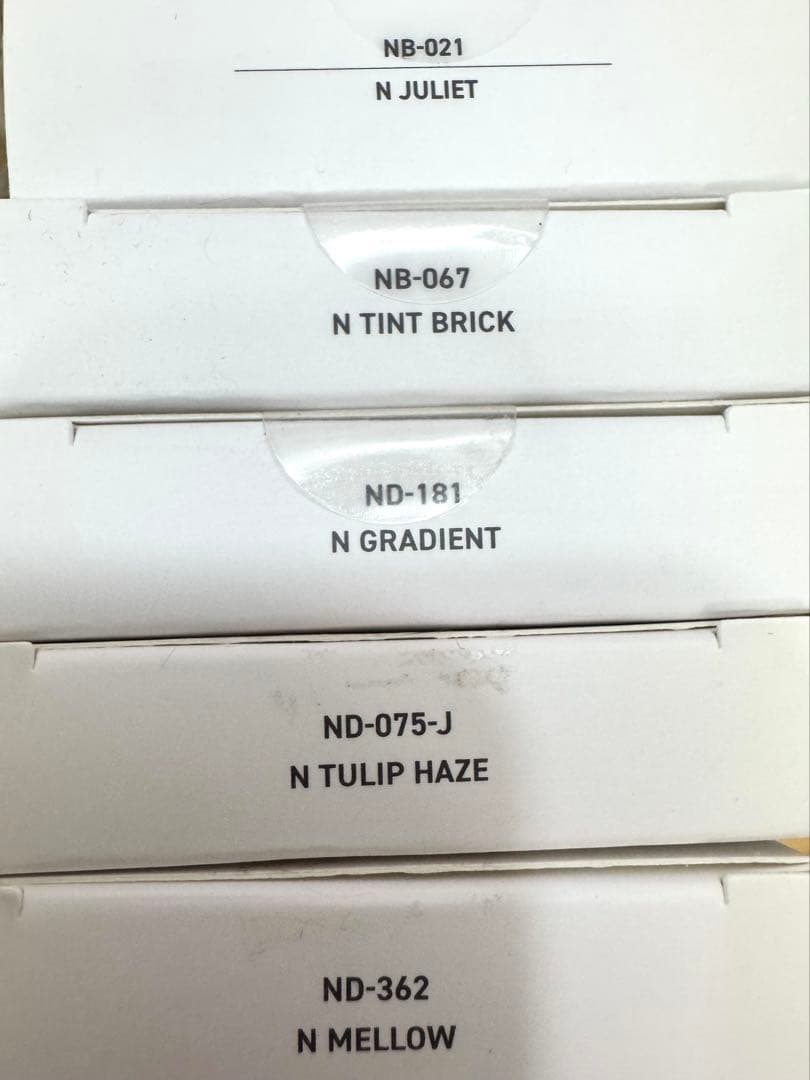 NB-021
N JULIET
NB-067
N TINT BRICK
ND-181
N GRADIENT
ND-075-J
N TULIP HAZE
ND-362
N MELLOW